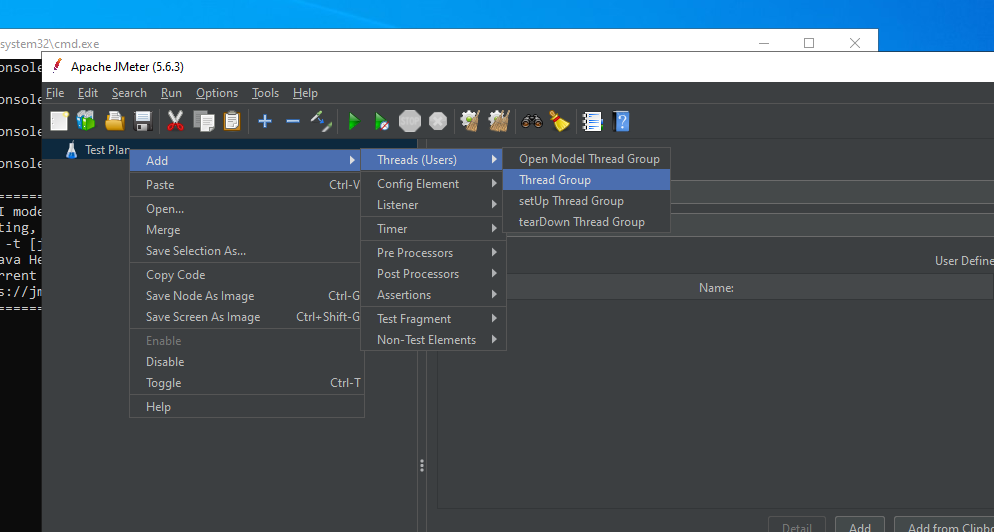 system32\cmd.exe
Apache JMeter (5.6.3)
File Edit Search Run Options Tools Help
STOP
Test Plan
Add
Paste Ctrl-V
Open...
Merge
Save Selection As...
Copy Code
Save Node As Image Ctrl-G
Save Screen As Image Ctrl+Shift-G
Enable
Disable
Toggle Ctrl-T
Help
Threads (Users)
Config Element
Listener
Timer
Pre Processors
Post Processors
Assertions
Test Fragment
Non-Test Elements
Open Model Thread Group
Thread Group
setUp Thread Group
tearDown Thread Group
User Define
Name:
Detail Add Add from Clipbo
onsole
onsole
onsole
onsole
=====
I mode
ting,
-t [j
ava He
rrent
s://jm
=====